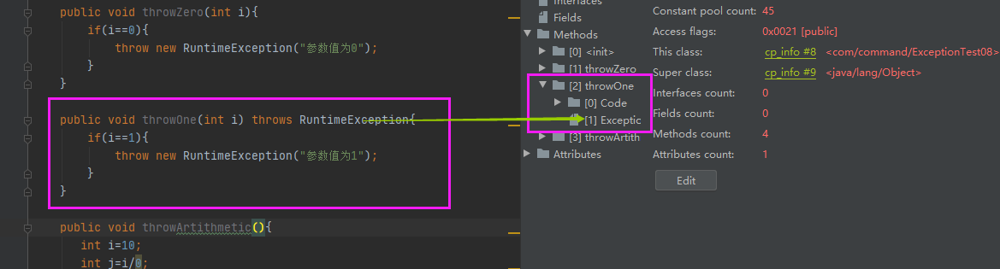 public void throwZero(int i){
if(i==0){
throw new RuntimeException("参数值为0");
}
}
public void throwOne(int i) throws RuntimeException{
if(i==1){
throw new RuntimeException("参数值为1");
}
}
public void throwArtithmetic(){
int i=10;
int j=i/0;
Interfaces
Fields
Methods
[0] <init>
[1] throwZero
[2] throwOne
[0] Code
[1] Exceptic
[3] throwArtith
Attributes
Constant pool count: 45
Access flags: 0x0021 [public]
This class: cp_info #8 <com/command/ExceptionTest08>
Super class: cp_info #9 <java/lang/Object>
Interfaces count: 0
Fields count: 0
Methods count: 4
Attributes count: 1
Edit